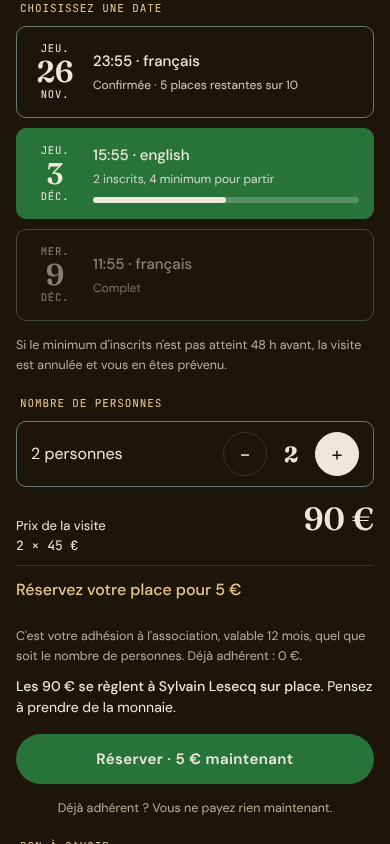 CHOISISSEZ UNE DATE
JEU.
26
NOV.
23:55 · français
Confirmée · 5 places restantes sur 10
JEU.
3
DÉC.
15:55 · english
2 inscrits, 4 minimum pour partir
MER.
9
DÉC.
11:55 · français
Complet
Si le minimum d'inscrits n'est pas atteint 48 h avant, la visite
est annulée et vous en êtes prévenu.
NOMBRE DE PERSONNES
2 personnes
− 2 +
Prix de la visite
90 €
2 × 45 €
Réservez votre place pour 5 €
C'est votre adhésion à l'association, valable 12 mois, quel que
soit le nombre de personnes. Déjà adhérent : 0 €.
Les 90 € se règlent à Sylvain Lesecq sur place. Pensez
à prendre de la monnaie.
Réserver · 5 € maintenant
Déjà adhérent ? Vous ne payez rien maintenant.
BON À SAVOIR